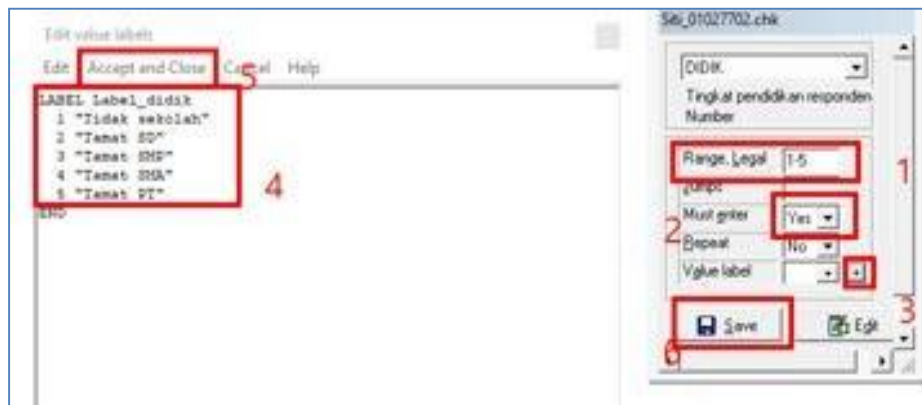 Edit value labels
Edit Accept and Close Cancel Help
5
LABEL Label_didik
1 "Tidak sekolah"
2 "Tamat SD"
3 "Tamat SMP"
4 "Tamat SMA"
5 "Tamat PT"
END
4
Siti_01027702.chk
DIDIK
Tingkat pendidikan responden
Number
Range, Legal 1-5
1
Jumps
Must enter Yes
2
Repeat No
Value label +
3
Save Edit
6